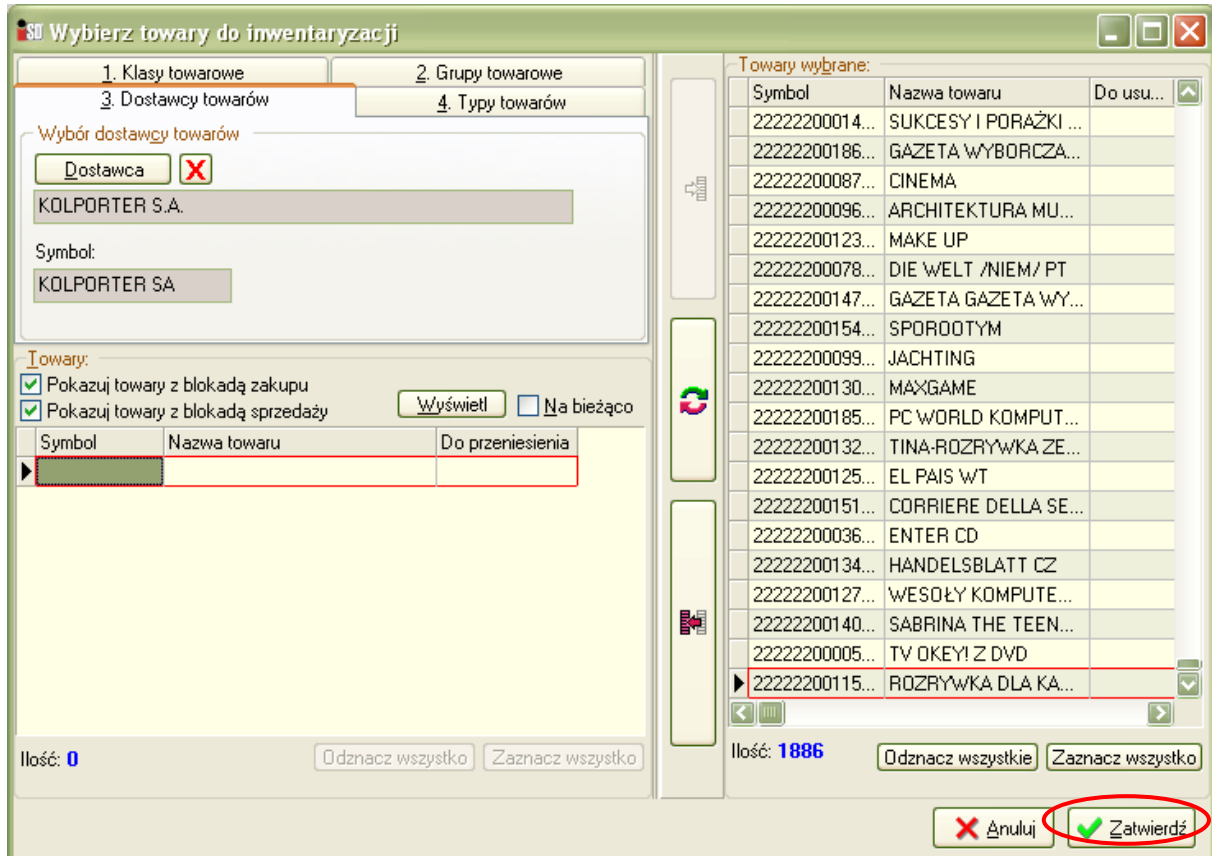 iSD Wybierz towary do inwentaryzacji
1. Klasy towarowe
2. Grupy towarowe
3. Dostawcy towarów
4. Typy towarów
Wybór dostawcy towarów
Dostawca
KOLPORTER S.A.
Symbol:
KOLPORTER SA
Towary:
Pokazuj towary z blokadą zakupu
Pokazuj towary z blokadą sprzedaży
Wyświetl
Na bieżąco
Symbol Nazwa towaru Do przeniesienia
Ilość: 0
Odznacz wszystko
Zaznacz wszystko
Towary wybrane:
Symbol Nazwa towaru Do usu...
22222200014... SUKCESY I PORAŻKI ...
22222200186... GAZETA WYBORCZA...
22222200087... CINEMA
22222200096... ARCHITEKTURA MU...
22222200123... MAKE UP
22222200078... DIE WELT /NIEM/ PT
22222200147... GAZETA GAZETA WY...
22222200154... SPOROOTYM
22222200099... JACHTING
22222200130... MAXGAME
22222200185... PC WORLD KOMPUT...
22222200132... TINA-ROZRYWKA ZE...
22222200125... EL PAIS WT
22222200151... CORRIERE DELLA SE...
22222200036... ENTER CD
22222200134... HANDELSBLATT CZ
22222200127... WESOŁY KOMPUTE...
22222200140... SABRINA THE TEEN...
22222200005... TV OKEY! Z DVD
22222200115... ROZRYWKA DLA KA...
Ilość: 1886
Odznacz wszystkie
Zaznacz wszystko
Anuluj
Zatwierdź